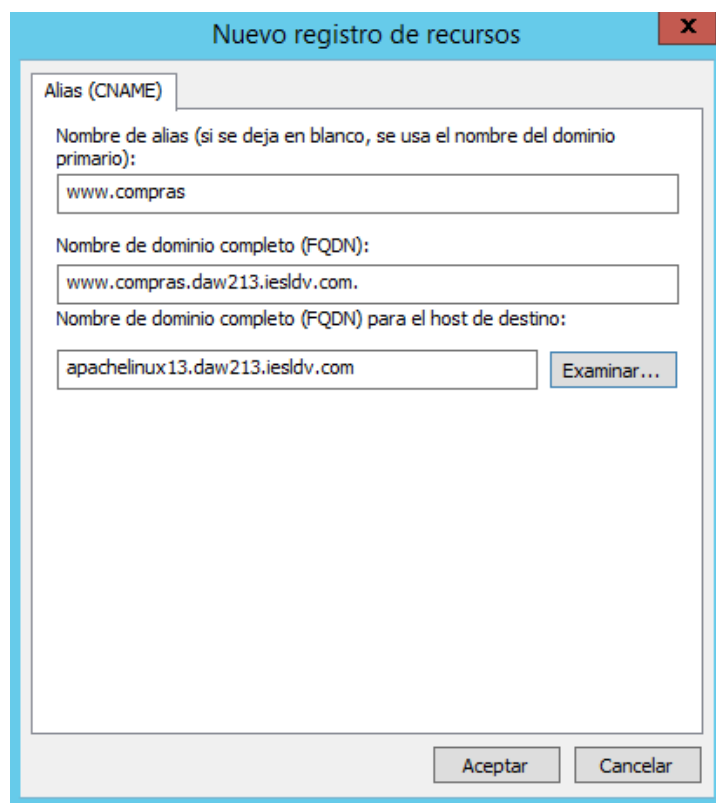 Nuevo registro de recursos
x
Alias (CNAME)
Nombre de alias (si se deja en blanco, se usa el nombre del dominio
primario):
www.compras
Nombre de dominio completo (FQDN):
www.compras.daw213.iesldv.com.
Nombre de dominio completo (FQDN) para el host de destino:
apachelinux13.daw213.iesldv.com
Examinar...
Aceptar
Cancelar